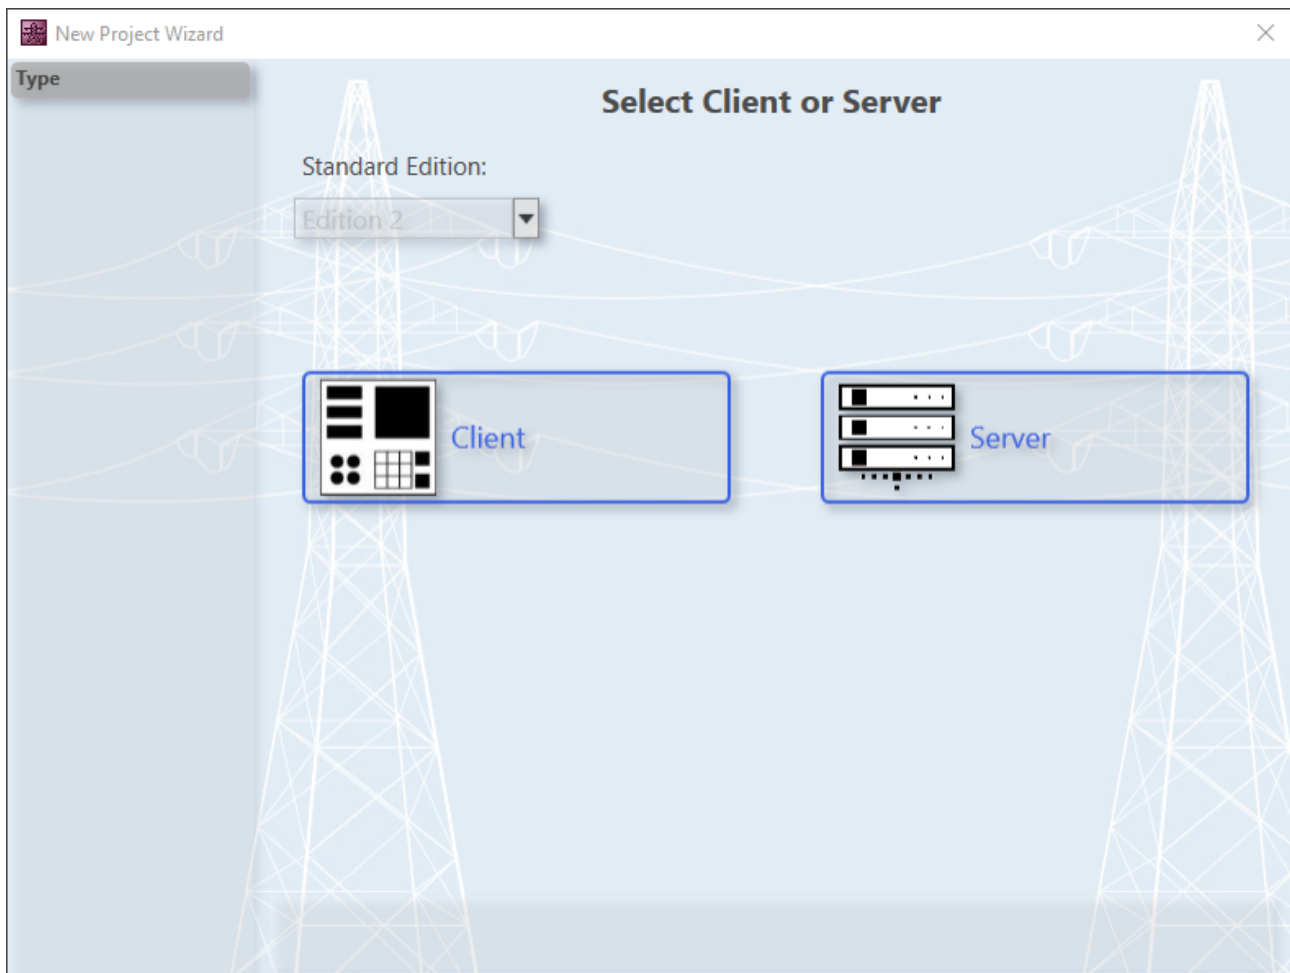 New Project Wizard
Type
Select Client or Server
Standard Edition:
Edition 2
Client
Server